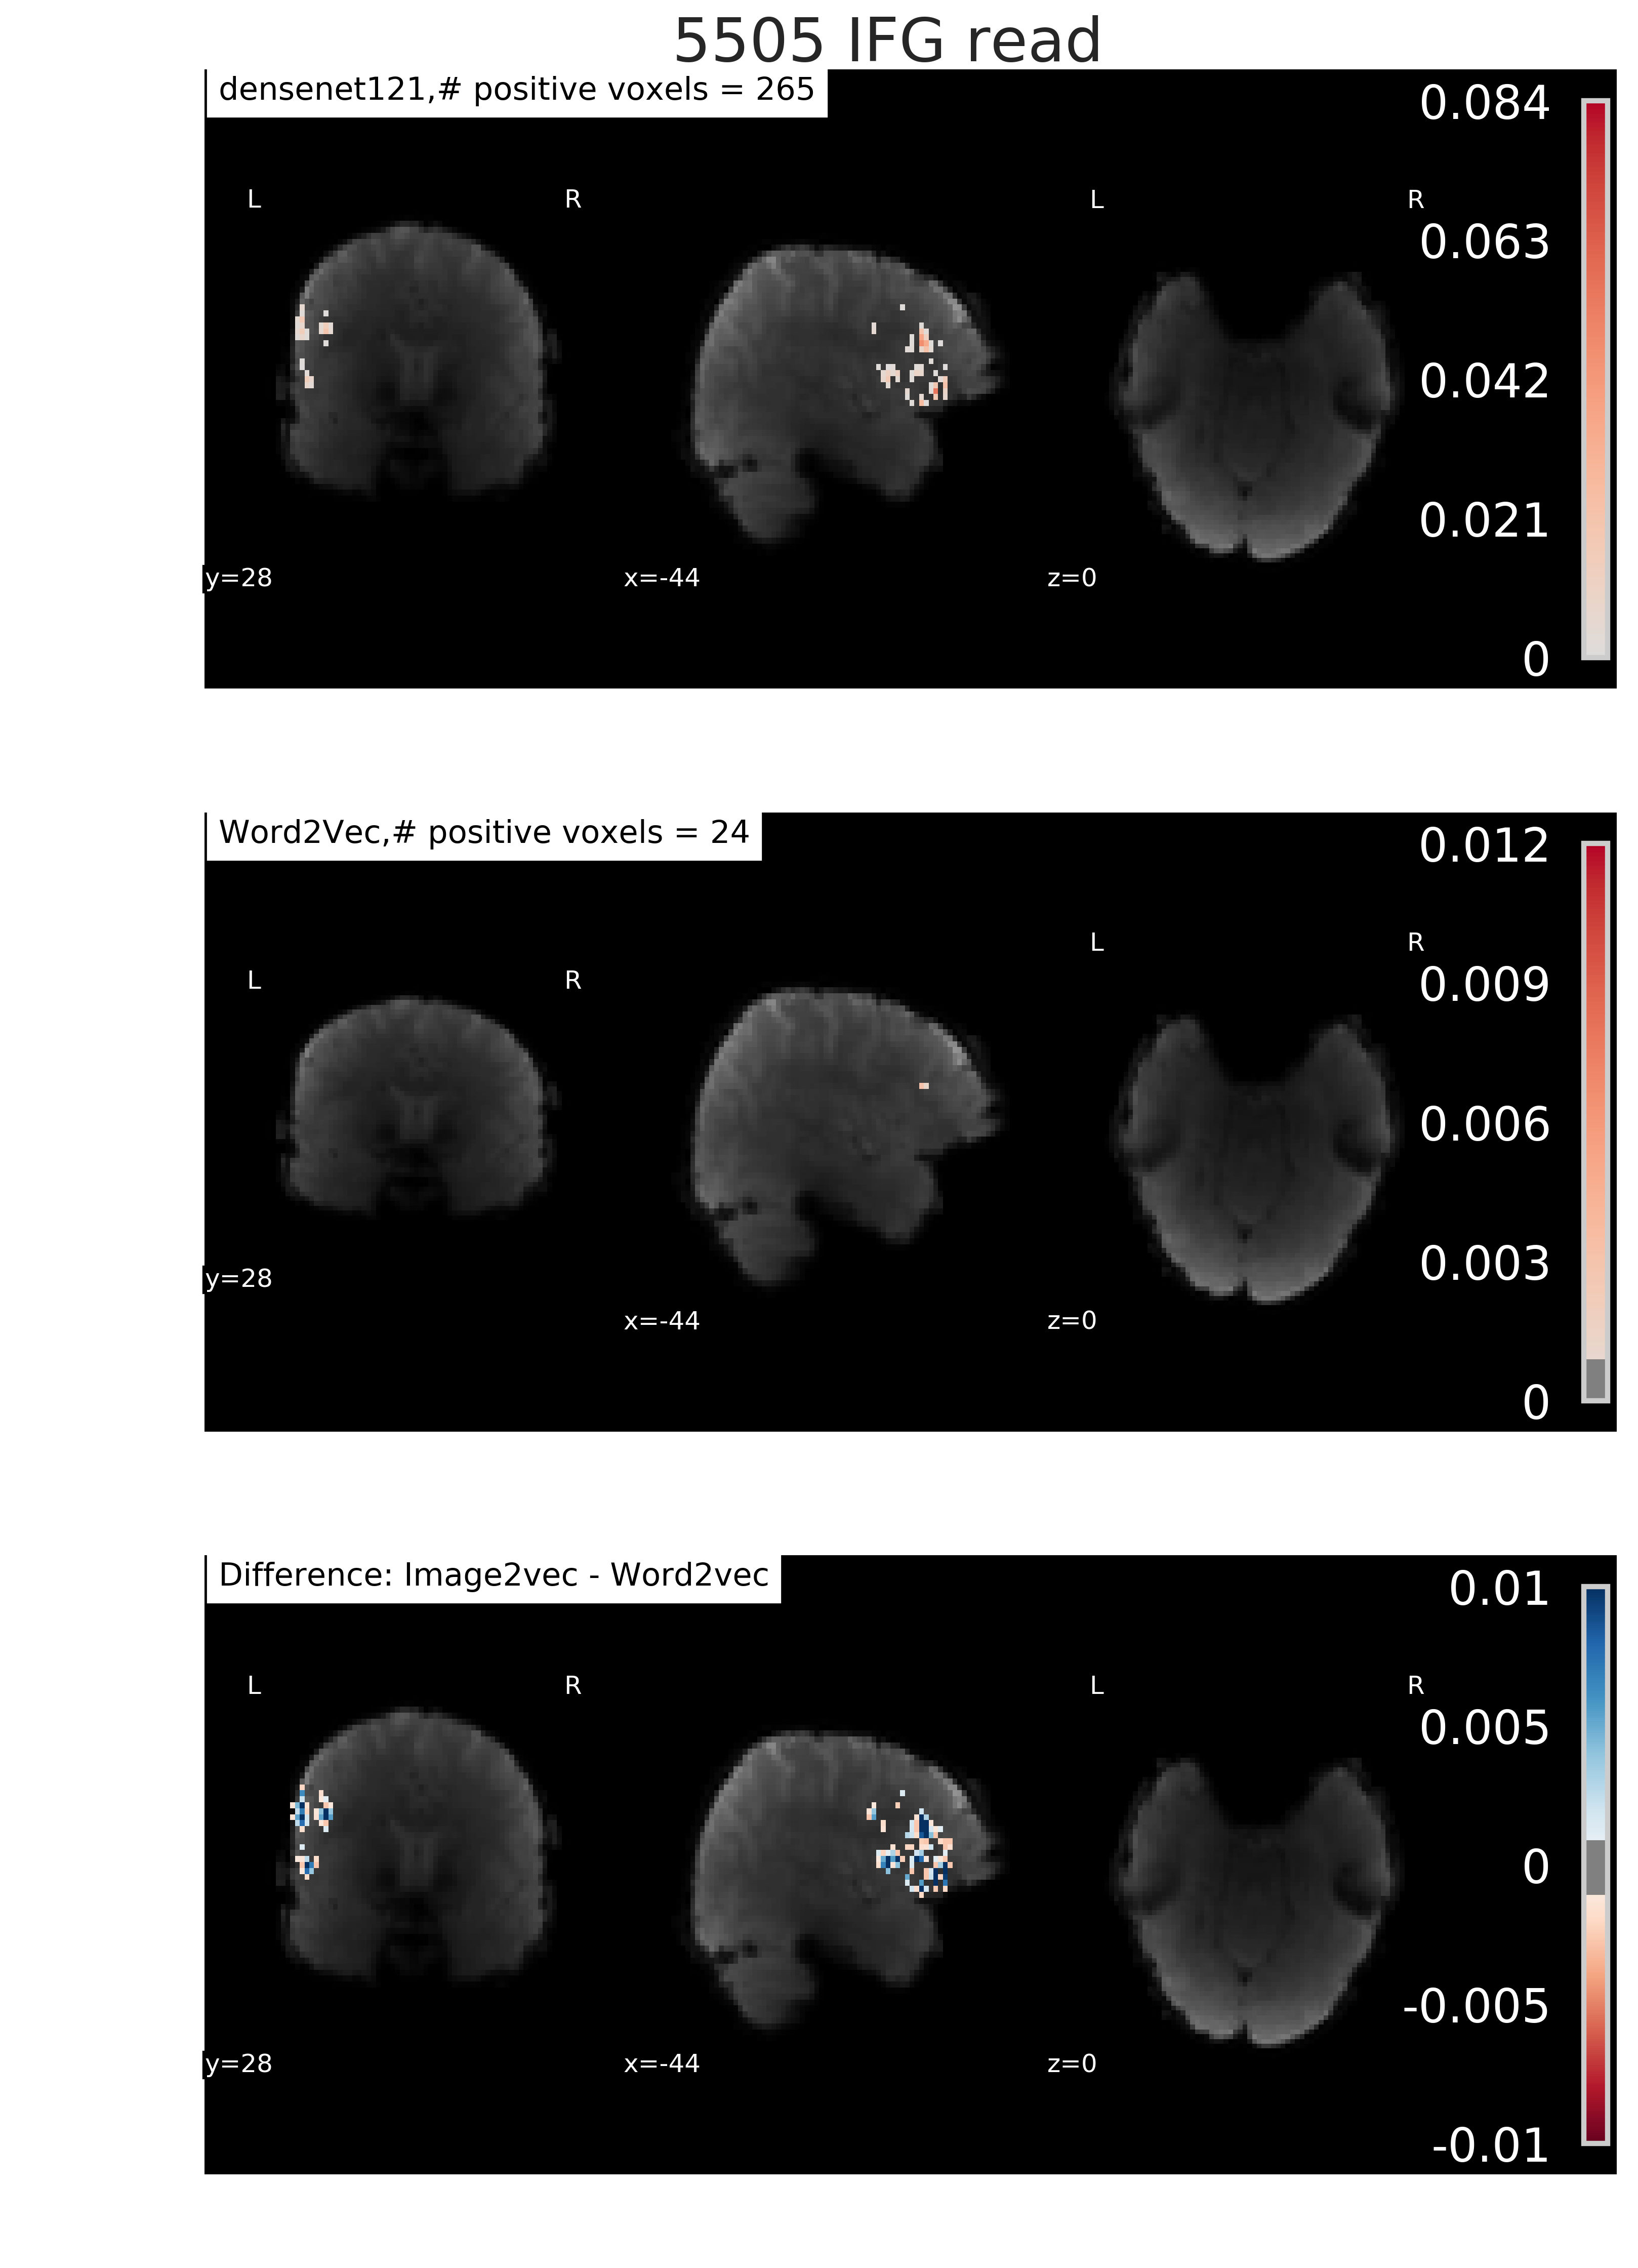 5505 IFG read
densenet121,# positive voxels = 265
0.084
L R L R
0.063
0.042
0.021
y=28 x=-44 z=0
0
Word2Vec,# positive voxels = 24
0.012
L R
L R
0.009
0.006
0.003
y=28
x=-44 z=0
0
Difference: Image2vec - Word2vec
0.01
L R L R
0.005
0
-0.005
y=28 x=-44 z=0
-0.01